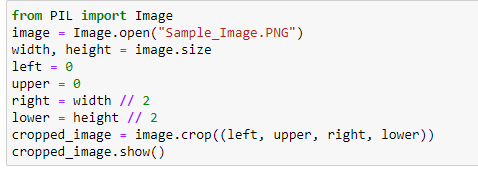 from PIL import Image
image = Image.open("Sample_Image.PNG")
width, height = image.size
left = 0
upper = 0
right = width // 2
lower = height // 2
cropped_image = image.crop((left, upper, right, lower))
cropped_image.show()